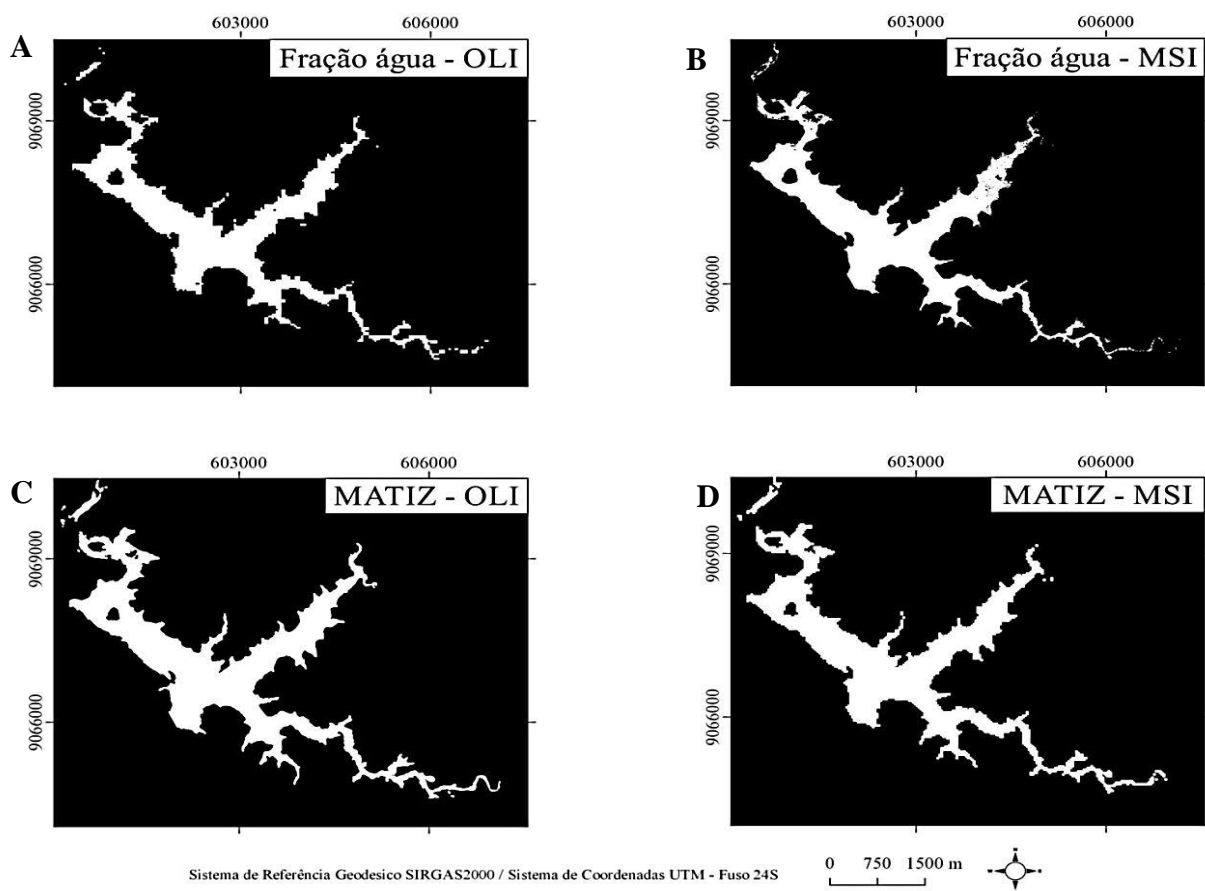 603000 606000
603000 606000
A
Fração água - OLI
B
Fração água - MSI
9069000
9066000
9069000
9066000
603000 606000
603000 606000
C
MATIZ - OLI
D
MATIZ - MSI
9069000
9066000
9069000
9066000
Sistema de Referência Geodesico SIRGAS2000 / Sistema de Coordenadas UTM - Fuso 24S
0 750 1500 m